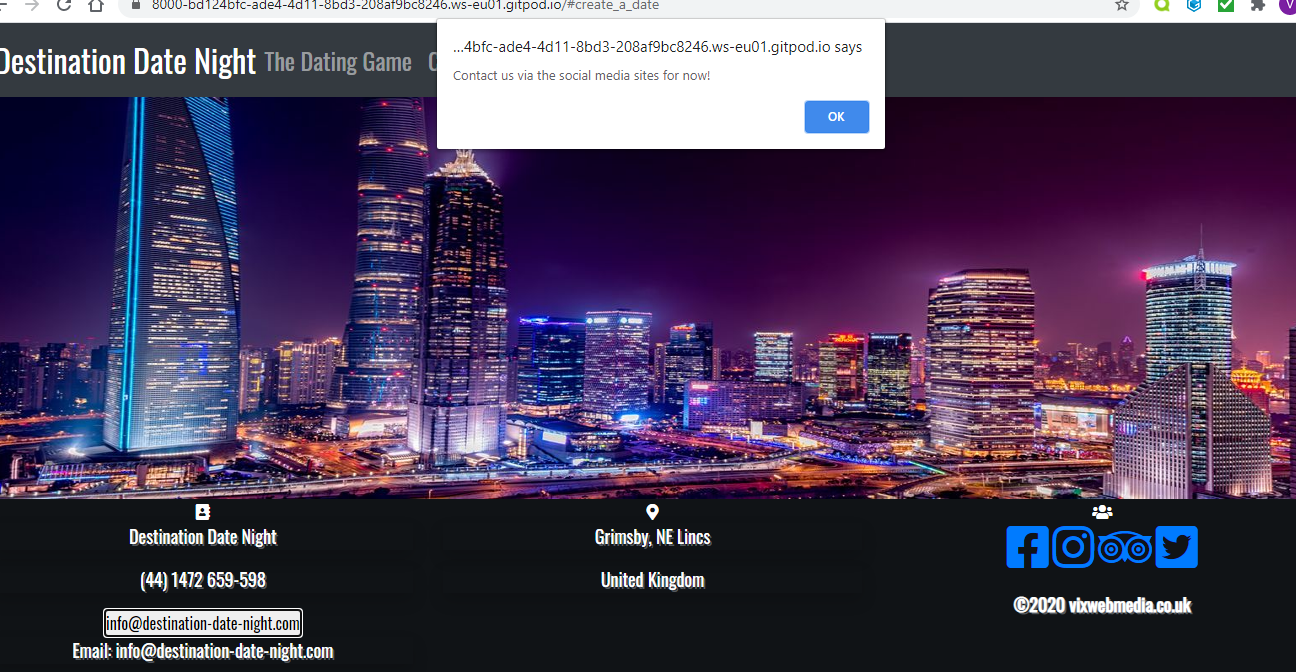 8000-bd124bfc-ade4-4d11-8bd3-208af9bc8246.ws-eu01.gitpod.io/#create_a_date
Destination Date Night The Dating Game
...4bfc-ade4-4d11-8bd3-208af9bc8246.ws-eu01.gitpod.io says
Contact us via the social media sites for now!
OK
Destination Date Night
(44) 1472 659-598
info@destination-date-night.com
Email: info@destination-date-night.com
Grimsby, NE Lincs
United Kingdom
©2020 vixwebmedia.co.uk